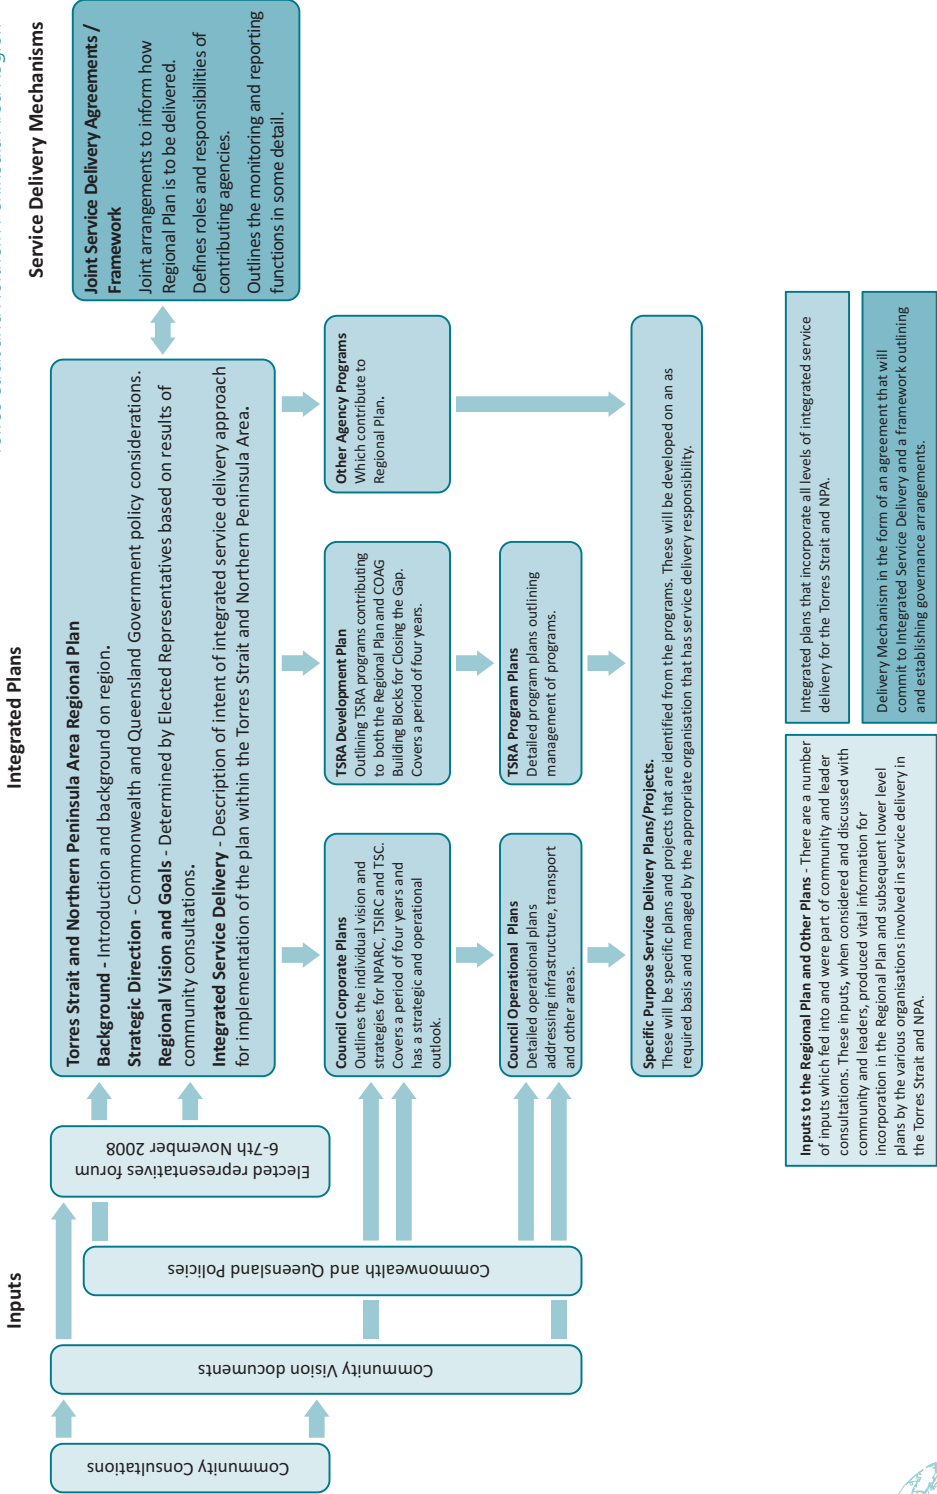 Inputs
Integrated Plans
Service Delivery Mechanisms
Community Consultations
Community Vision documents
Commonwealth and Queensland Policies
Elected representatives forum
6-7th November 2008
Torres Strait and Northern Peninsula Area Regional Plan
Background - Introduction and background on region.
Strategic Direction - Commonwealth and Queensland Government policy considerations.
Regional Vision and Goals - Determined by Elected Representatives based on results of
community consultations.
Integrated Service Delivery - Description of intent of integrated service delivery approach
for implementation of the plan within the Torres Strait and Northern Peninsula Area.
Joint Service Delivery Agreements /
Framework
Joint arrangements to inform how
Regional Plan is to be delivered.
Defines roles and responsibilities of
contributing agencies.
Outlines the monitoring and reporting
functions in some detail.
Council Corporate Plans
Outlines the individual vision and
strategies for NPARC, TSIRC and TSC.
Covers a period of four years and
has a strategic and operational
outlook.
TSRA Development Plan
Outlining TSRA programs contributing
to both the Regional Plan and COAG
Building Blocks for Closing the Gap.
Covers a period of four years.
Other Agency Programs
Which contribute to
Regional Plan.
Council Operational Plans
Detailed operational plans
addressing infrastructure, transport
and other areas.
TSRA Program Plans
Detailed program plans outlining
management of programs.
Specific Purpose Service Delivery Plans/Projects.
These will be specific plans and projects that are identified from the programs. These will be developed on an as
required basis and managed by the appropriate organisation that has service delivery responsibility.
Inputs to the Regional Plan and Other Plans - There are a number
of inputs which fed into and were part of community and leader
consultations. These inputs, when considered and discussed with
community and leaders, produced vital information for
incorporation in the Regional Plan and subsequent lower level
plans by the various organisations involved in service delivery in
the Torres Strait and NPA.
Integrated plans that incorporate all levels of integrated service
delivery for the Torres Strait and NPA.
Delivery Mechanism in the form of an agreement that will
commit to Integrated Service Delivery and a framework outlining
and establishing governance arrangements.